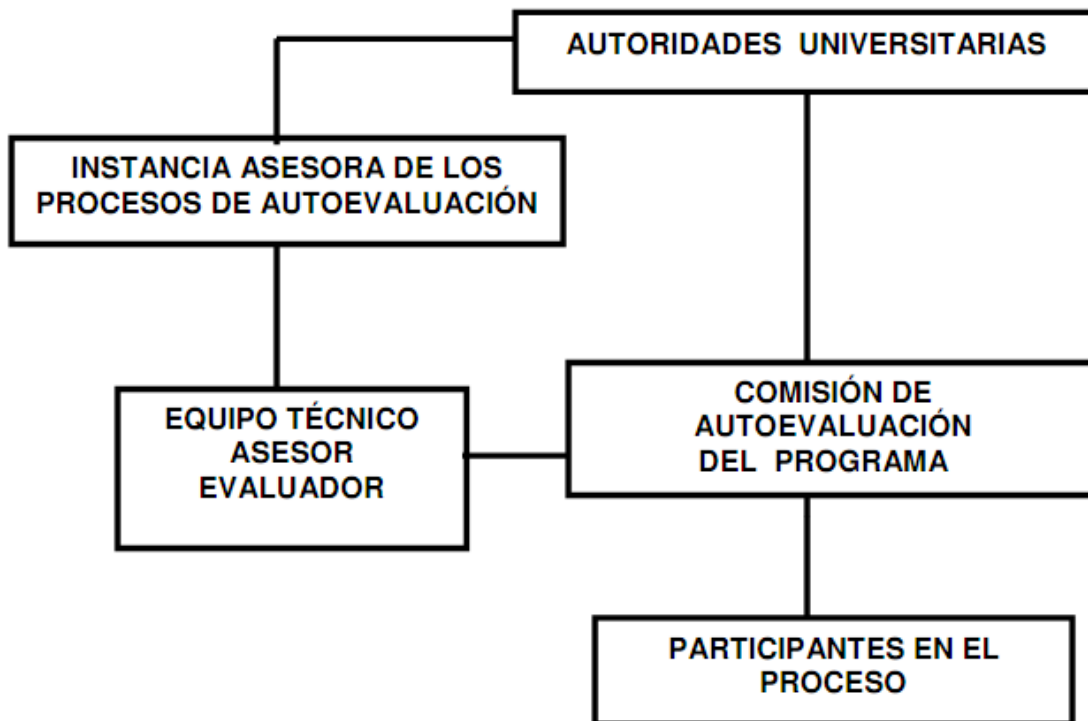 AUTORIDADES UNIVERSITARIAS
INSTANCIA ASESORA DE LOS
PROCESOS DE AUTOEVALUACIÓN
EQUIPO TÉCNICO
ASESOR
EVALUADOR
COMISIÓN DE
AUTOEVALUACIÓN
DEL PROGRAMA
PARTICIPANTES EN EL
PROCESO